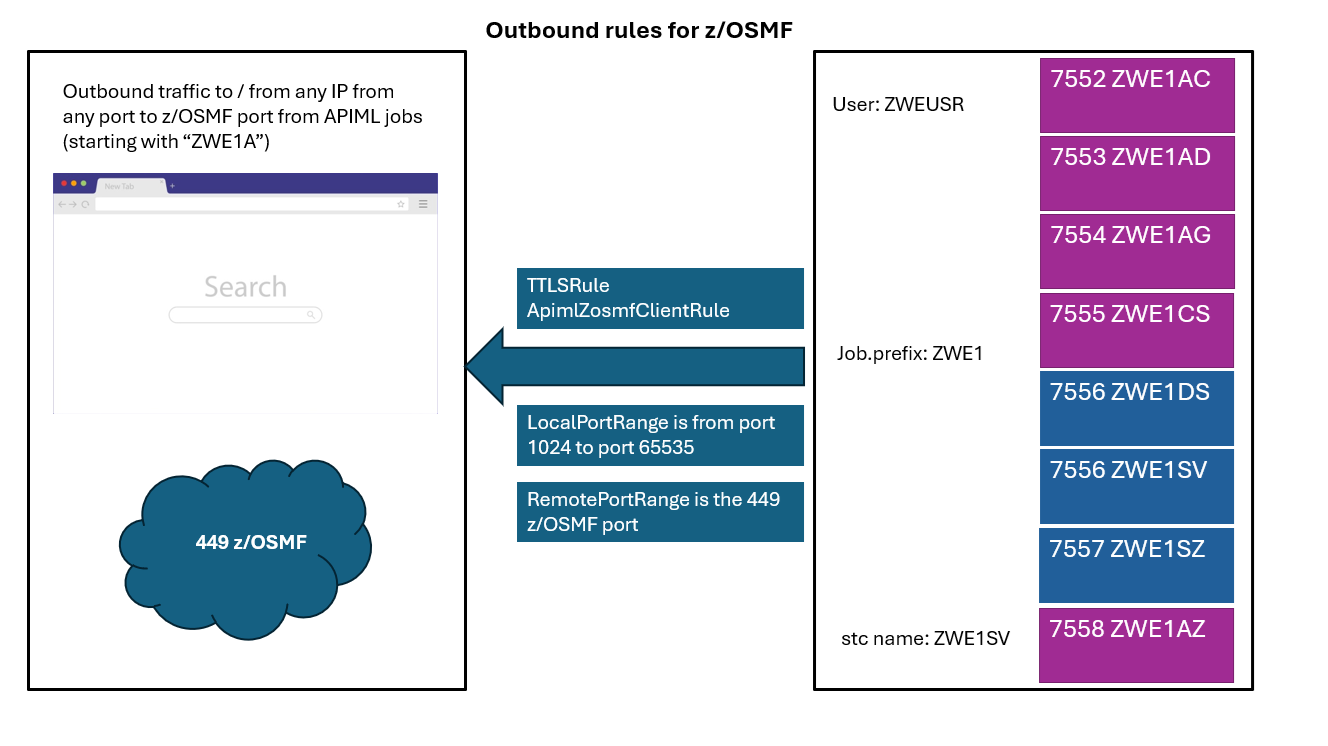 Outbound rules for z/OSMF
Outbound traffic to / from any IP from
any port to z/OSMF port from APIML jobs
(starting with “ZWE1A”)
New Tab
Search
449 z/OSMF
TTLSRule
ApimlZosmfClientRule
LocalPortRange is from port
1024 to port 65535
RemotePortRange is the 449
z/OSMF port
User: ZWEUSR
Job.prefix: ZWE1
stc name: ZWE1SV
7552 ZWE1AC
7553 ZWE1AD
7554 ZWE1AG
7555 ZWE1CS
7556 ZWE1DS
7556 ZWE1SV
7557 ZWE1SZ
7558 ZWE1AZ